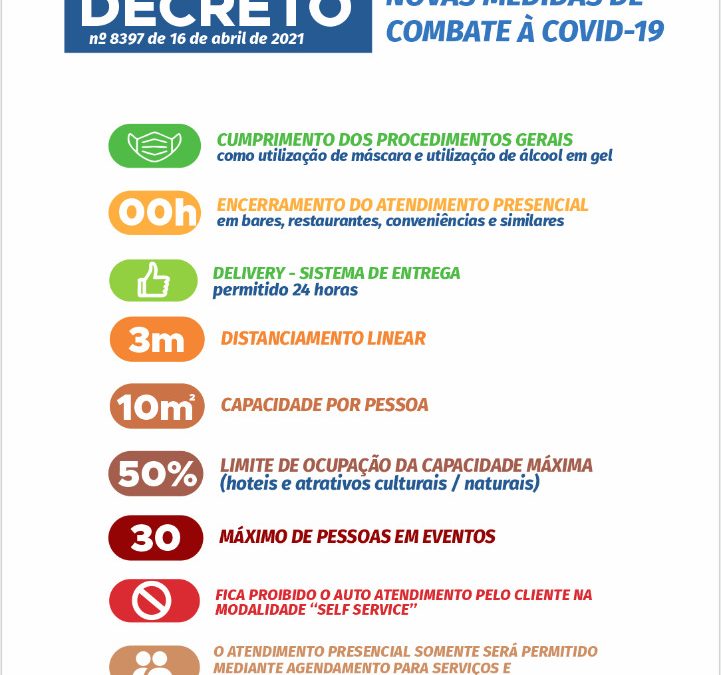 DECRETO
nº 8397 de 16 de abril de 2021
NOVAS MEDIDAS DE
COMBATE À COVID-19
CUMPRIMENTO DOS PROCEDIMENTOS GERAIS
como utilização de máscara e utilização de álcool em gel
00h
ENCERRAMENTO DO ATENDIMENTO PRESENCIAL
em bares, restaurantes, conveniências e similares
DELIVERY - SISTEMA DE ENTREGA
permitido 24 horas
3m
DISTANCIAMENTO LINEAR
10m²
CAPACIDADE POR PESSOA
50%
LIMITE DE OCUPAÇÃO DA CAPACIDADE MÁXIMA
(hoteis e atrativos culturais / naturais)
30
MÁXIMO DE PESSOAS EM EVENTOS
FICA PROIBIDO O AUTO ATENDIMENTO PELO CLIENTE NA
MODALIDADE “SELF SERVICE”
O ATENDIMENTO PRESENCIAL SOMENTE SERÁ PERMITIDO
MEDIANTE AGENDAMENTO PARA SERVIÇOS E